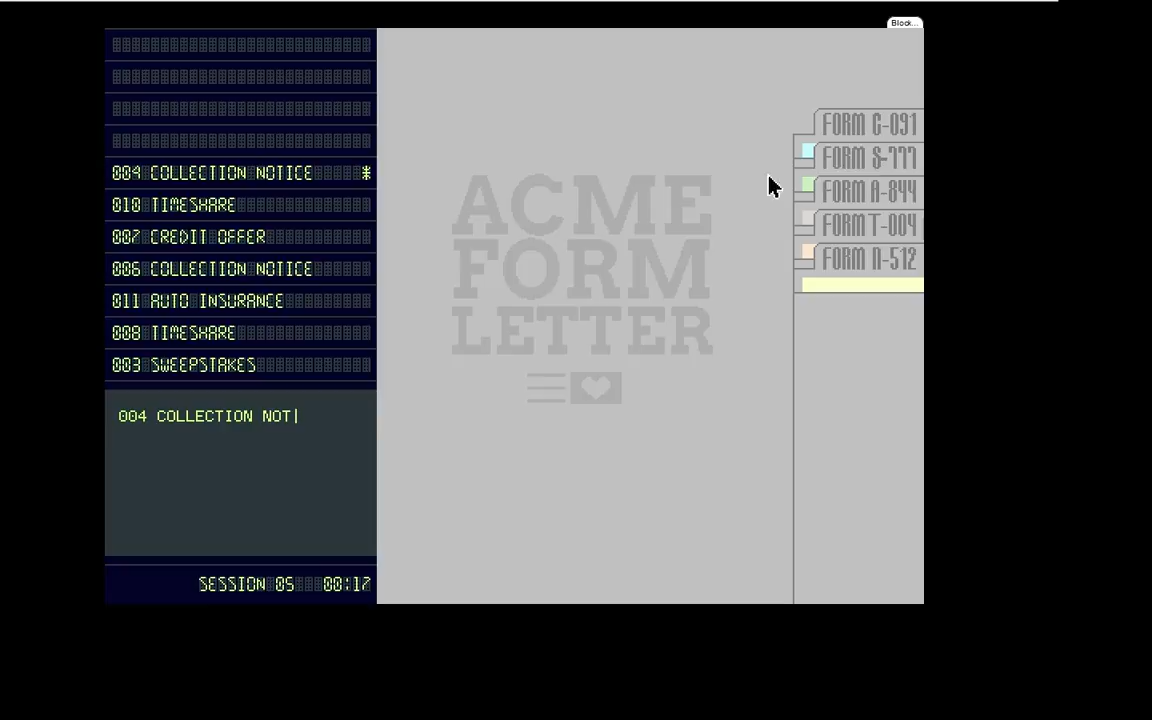 Block...
004 COLLECTION NOTICE *
010 TIMESHARE
007 CREDIT OFFER
006 COLLECTION NOTICE
011 AUTO INSURANCE
008 TIMESHARE
003 SWEEPSTAKES
004 COLLECTION NOT|
SESSION 05 00:17
ACME
FORM
LETTER
FORM C-091
FORM S-777
FORM A-844
FORM T-004
FORM N-512